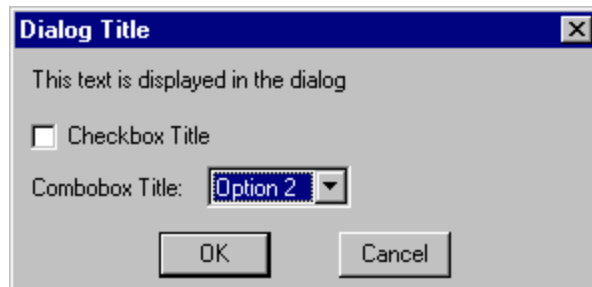 Dialog Title
This text is displayed in the dialog
Checkbox Title
Combobox Title: Option 2
OK Cancel